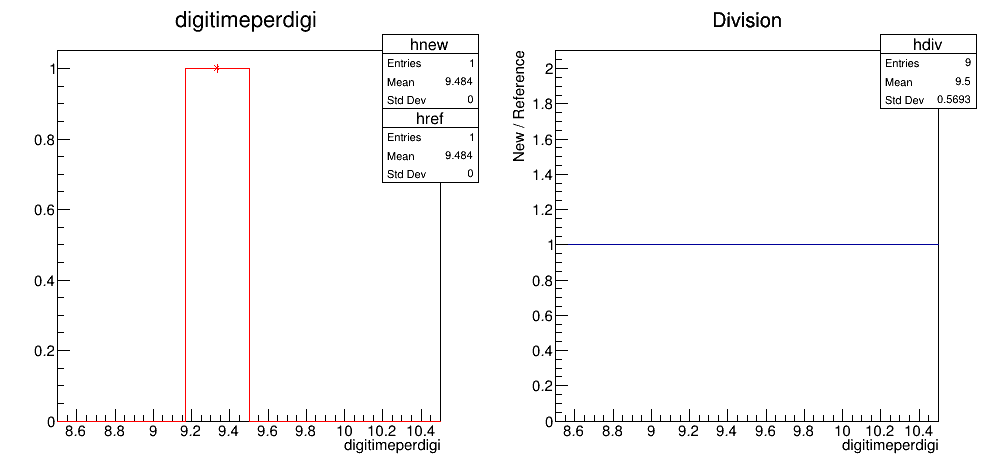 digitimeperdigi
hnew
Entries 1
Mean 9.484
Std Dev 0
href
Entries 1
Mean 9.484
Std Dev 0
1
0.8
0.6
0.4
0.2
0
8.6 8.8 9 9.2 9.4 9.6 9.8 10 10.2 10.4
digitimeperdigi
Division
hdiv
Entries 9
Mean 9.5
Std Dev 0.5693
New / Reference
2
1.8
1.6
1.4
1.2
1
0.8
0.6
0.4
0.2
0
8.6 8.8 9 9.2 9.4 9.6 9.8 10 10.2 10.4
digitimeperdigi